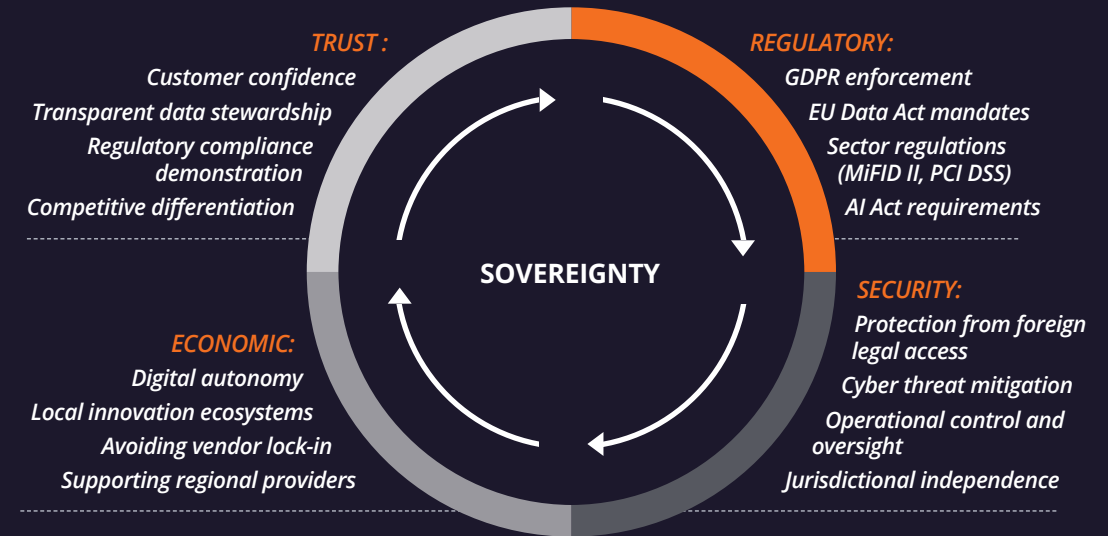 TRUST :
Customer confidence
Transparent data stewardship
Regulatory compliance
demonstration
Competitive differentiation
REGULATORY:
GDPR enforcement
EU Data Act mandates
Sector regulations
(MiFID II, PCI DSS)
AI Act requirements
SOVEREIGNTY
ECONOMIC:
Digital autonomy
Local innovation ecosystems
Avoiding vendor lock-in
Supporting regional providers
SECURITY:
Protection from foreign
legal access
Cyber threat mitigation
Operational control and
oversight
Jurisdictional independence